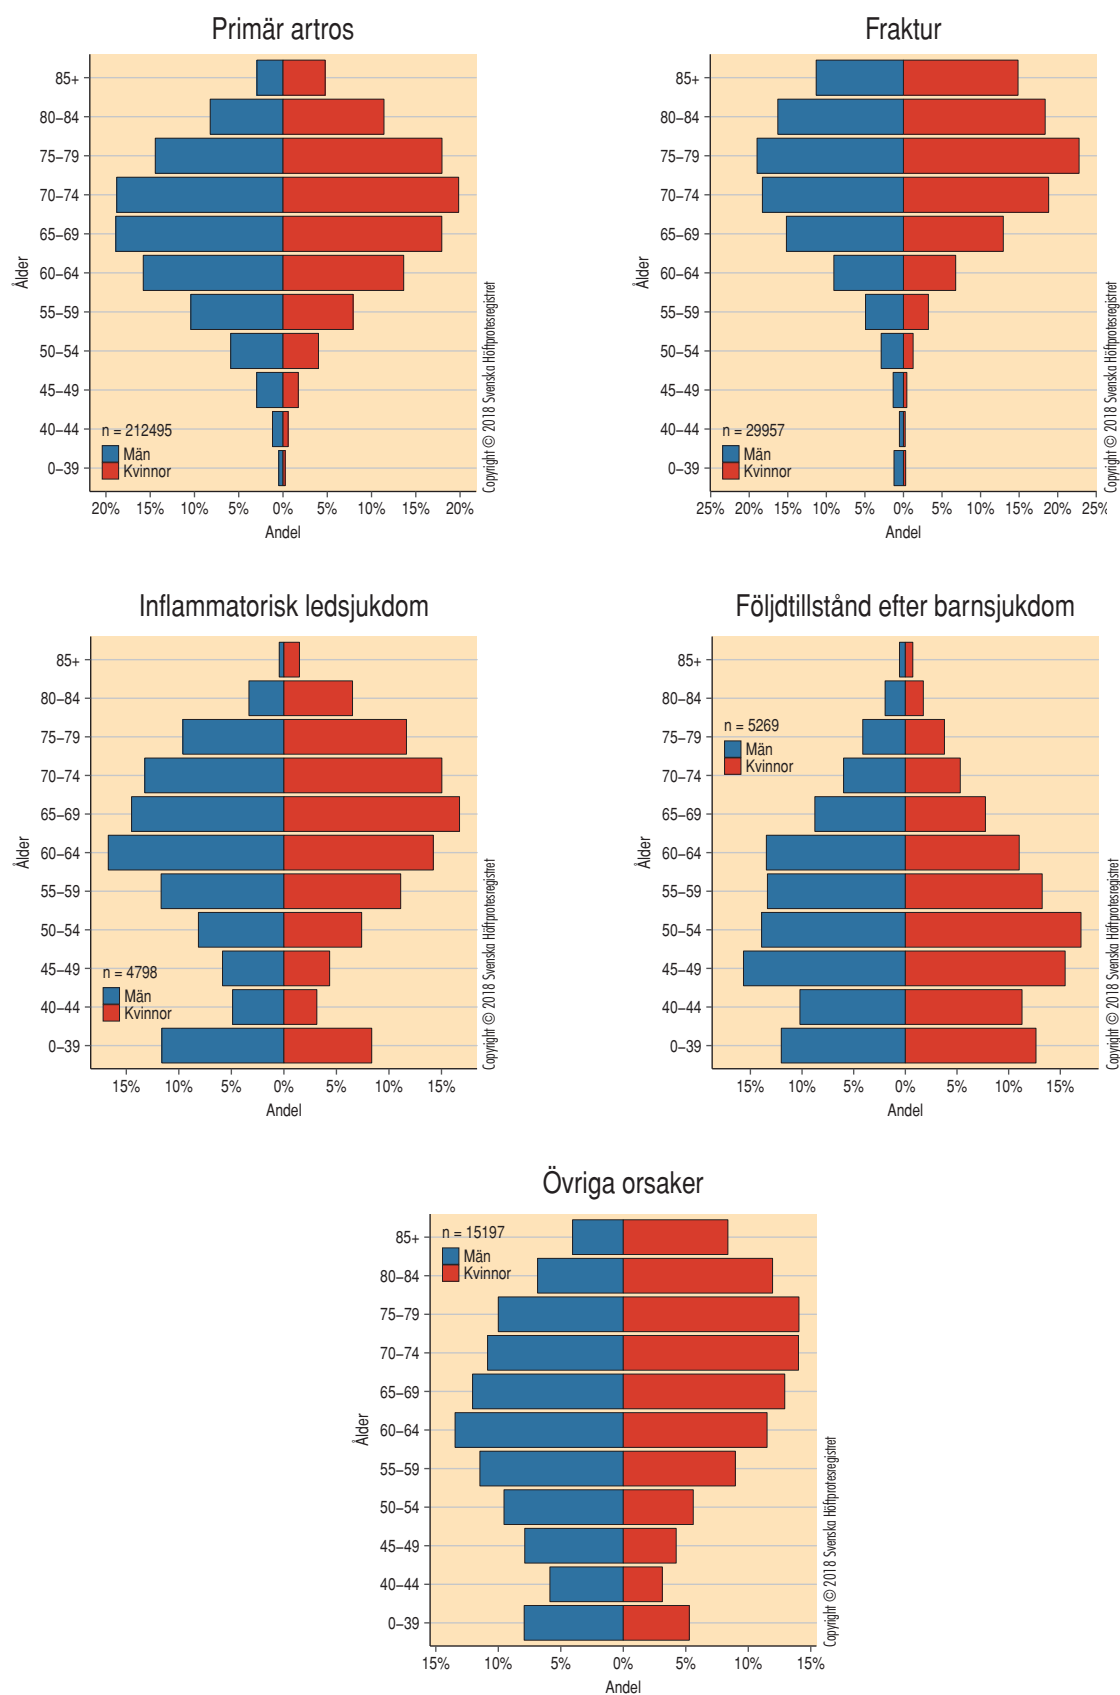 Primär artros
85+
80–84
75–79
70–74
65–69
60–64
55–59
50–54
45–49
40–44
0–39
Ålder
n = 212495
Män
Kvinnor
20% 15% 10% 5% 0% 5% 10% 15% 20%
Andel
Copyright © 2018 Svenska Höftprotesregistret
Fraktur
85+
80–84
75–79
70–74
65–69
60–64
55–59
50–54
45–49
40–44
0–39
Ålder
n = 29957
Män
Kvinnor
25% 20% 15% 10% 5% 0% 5% 10% 15% 20% 25%
Andel
Copyright © 2018 Svenska Höftprotesregistret
Inflammatorisk ledsjukdom
85+
80–84
75–79
70–74
65–69
60–64
55–59
50–54
45–49
40–44
0–39
Ålder
n = 4798
Män
Kvinnor
15% 10% 5% 0% 5% 10% 15%
Andel
Copyright © 2018 Svenska Höftprotesregistret
Följdtillstånd efter barnsjukdom
85+
80–84
75–79
70–74
65–69
60–64
55–59
50–54
45–49
40–44
0–39
Ålder
n = 5269
Män
Kvinnor
15% 10% 5% 0% 5% 10% 15%
Andel
Copyright © 2018 Svenska Höftprotesregistret
Övriga orsaker
85+
80–84
75–79
70–74
65–69
60–64
55–59
50–54
45–49
40–44
0–39
Ålder
n = 15197
Män
Kvinnor
15% 10% 5% 0% 5% 10% 15%
Andel
Copyright © 2018 Svenska Höftprotesregistret